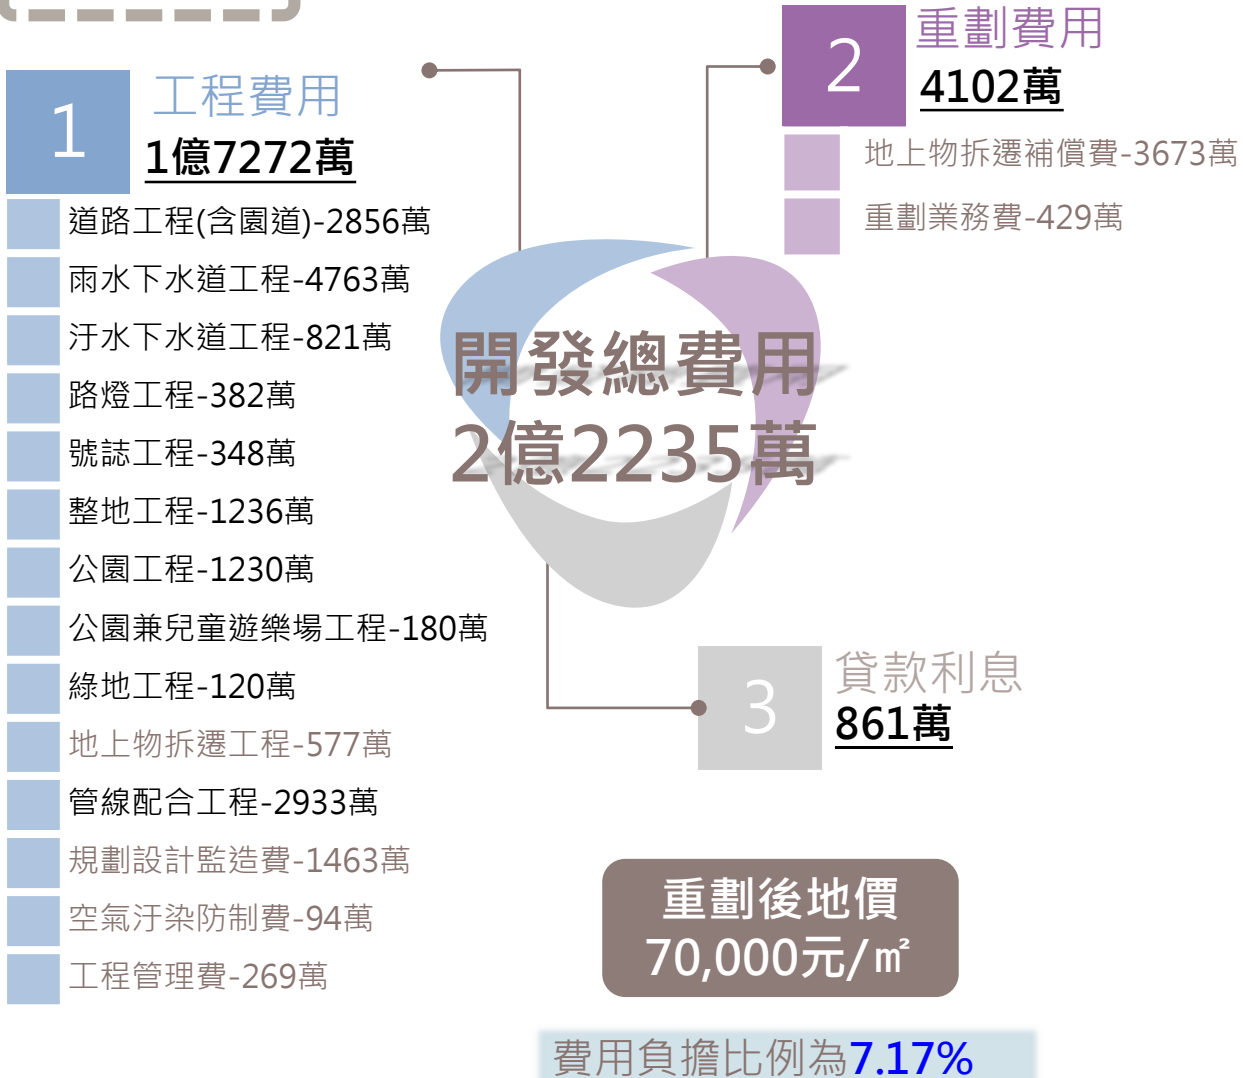 1
工程費用
1億7272萬
道路工程(含園道)-2856萬
雨水下水道工程-4763萬
汙水下水道工程-821萬
路燈工程-382萬
號誌工程-348萬
整地工程-1236萬
公園工程-1230萬
公園兼兒童遊樂場工程-180萬
綠地工程-120萬
地上物拆遷工程-577萬
管線配合工程-2933萬
規劃設計監造費-1463萬
空氣汙染防制費-94萬
工程管理費-269萬
2
重劃費用
4102萬
地上物拆遷補償費-3673萬
重劃業務費-429萬
開發總費用
2億2235萬
3
貸款利息
861萬
重劃後地價
70,000元/㎡
費用負擔比例為7.17%